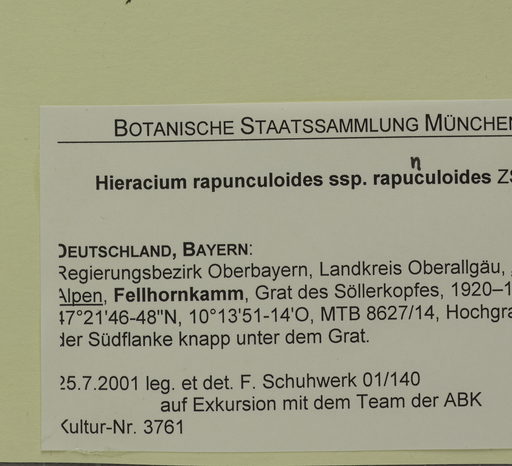 BOTANISCHE STAATSSAMMLUNG MÜNCHEN
n
Hieracium rapunculoides ssp. rapuculoides ZS
DEUTSCHLAND, BAYERN:
Regierungsbezirk Oberbayern, Landkreis Oberallgäu,
Alpen, Fellhornkamm, Grat des Söllerkopfes, 1920–1
47°21'46-48"N, 10°13'51-14'O, MTB 8627/14, Hochgra
der Südflanke knapp unter dem Grat.
25.7.2001 leg. et det. F. Schuhwerk 01/140
auf Exkursion mit dem Team der ABK
Kultur-Nr. 3761